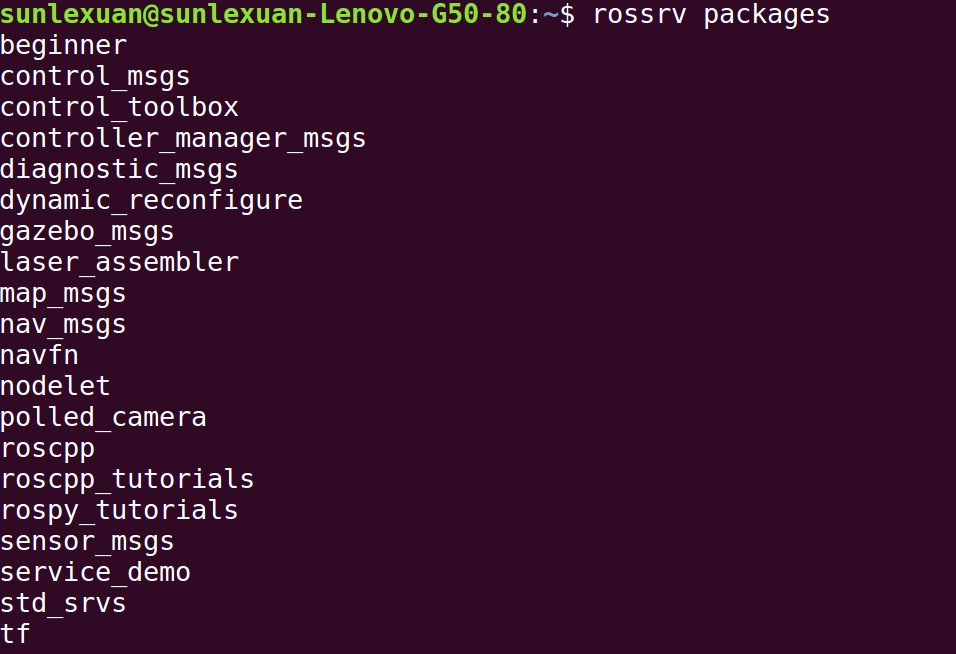 sunlexuan@sunlexuan-Lenovo-G50-80:~$ rossrv packages
beginner
control_msgs
control_toolbox
controller_manager_msgs
diagnostic_msgs
dynamic_reconfigure
gazebo_msgs
laser_assembler
map_msgs
nav_msgs
navfn
nodelet
polled_camera
roscpp
roscpp_tutorials
rospy_tutorials
sensor_msgs
service_demo
std_srvs
tf